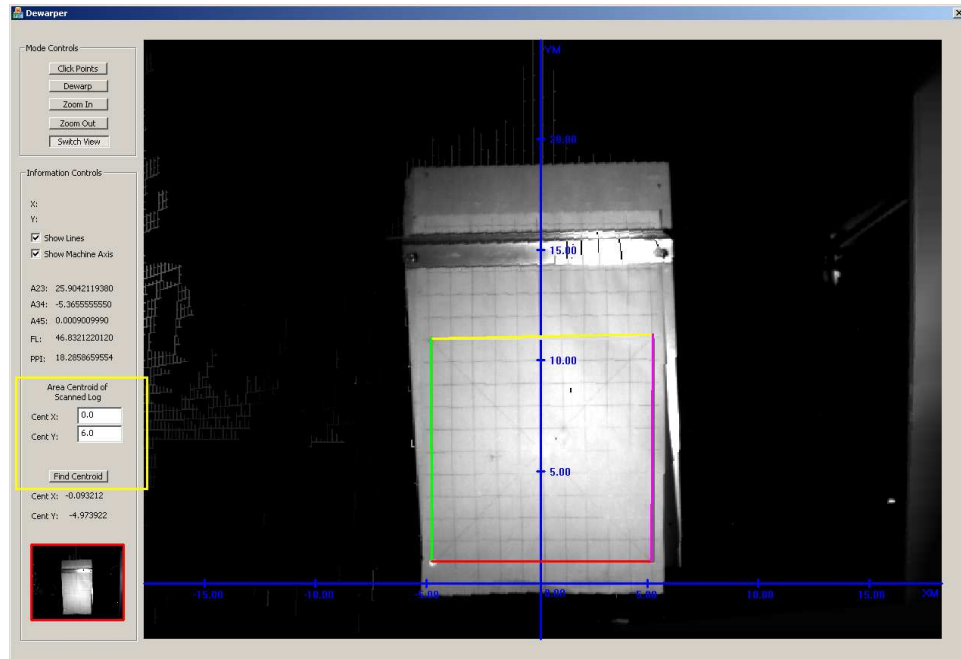 Dewarper
Mode Controls
Click Points
Dewarp
Zoom In
Zoom Out
Switch View
Information Controls
X:
Y:
Show Lines
Show Machine Axis
A23: 25.9042119380
A34: -5.3655555550
A45: 0.0009009990
FL: 46.8321220120
PPI: 18.2858659554
Area Centroid of
Scanned Log
Cent X: 0.0
Cent Y: 6.0
Find Centroid
Cent X: -0.093212
Cent Y: -4.973922
YM
20.00
15.00
10.00
5.00
-15.00 -10.00 -5.00 0.00 5.00 10.00 15.00 XM